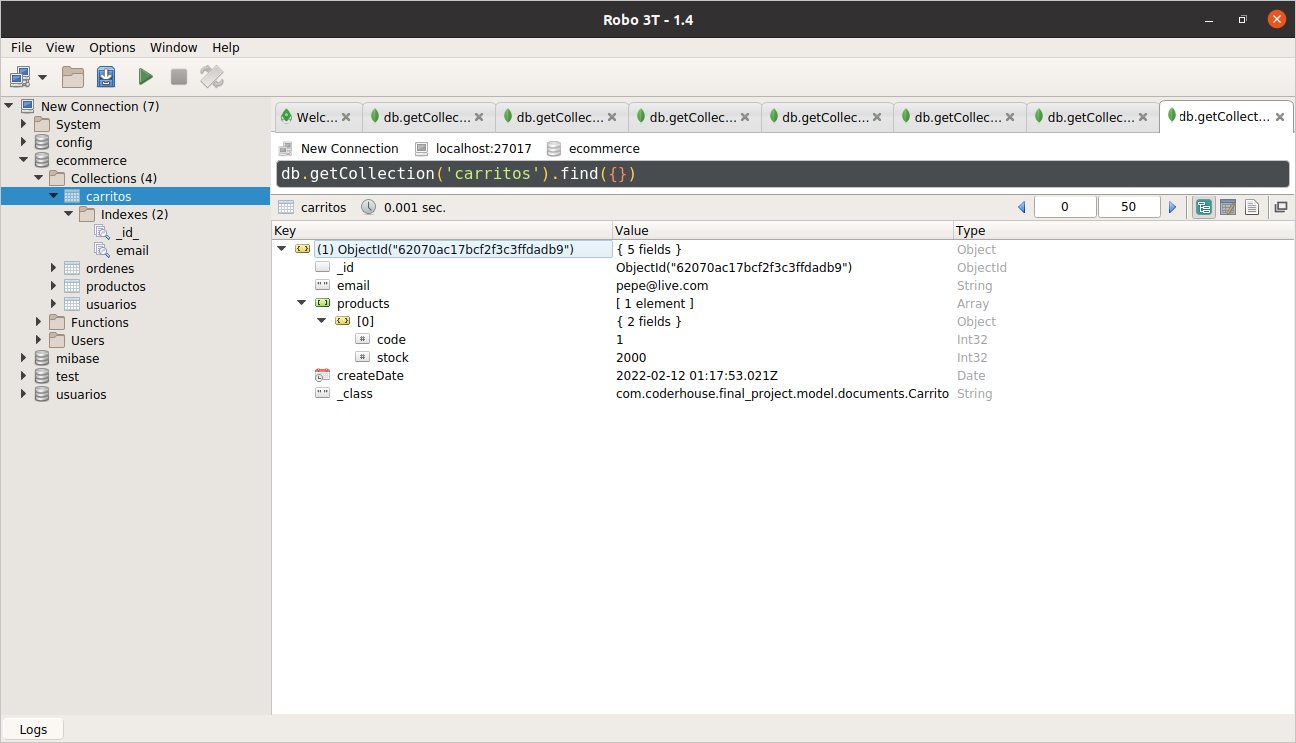 Robo 3T - 1.4
File View Options Window Help
New Connection (7)
System
config
ecommerce
Collections (4)
carritos
Indexes (2)
_id_
email
ordenes
productos
usuarios
Functions
Users
mibase
test
usuarios
Welc... db.getCollec... db.getCollec... db.getCollec... db.getCollec... db.getCollec... db.getCollec... db.getCollect...
New Connection localhost:27017 ecommerce
db.getCollection('carritos').find({})
carritos 0.001 sec. 0 50
Key Value Type
(1) ObjectId("62070ac17bcf2f3c3ffdadb9") { 5 fields } Object
_id ObjectId("62070ac17bcf2f3c3ffdadb9") ObjectId
email pepe@live.com String
products [ 1 element ] Array
[0] { 2 fields } Object
code 1 Int32
stock 2000 Int32
createDate 2022-02-12 01:17:53.021Z Date
_class com.coderhouse.final_project.model.documents.Carrito String
Logs